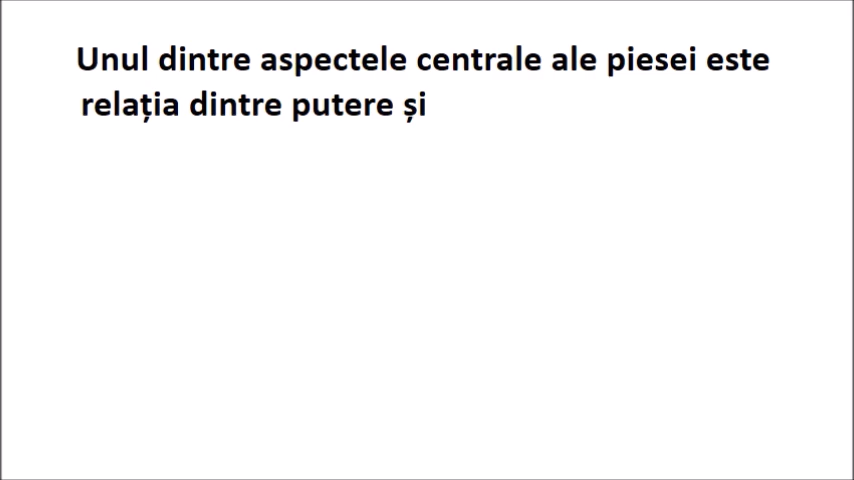 Unul dintre aspectele centrale ale piesei este
relația dintre putere și